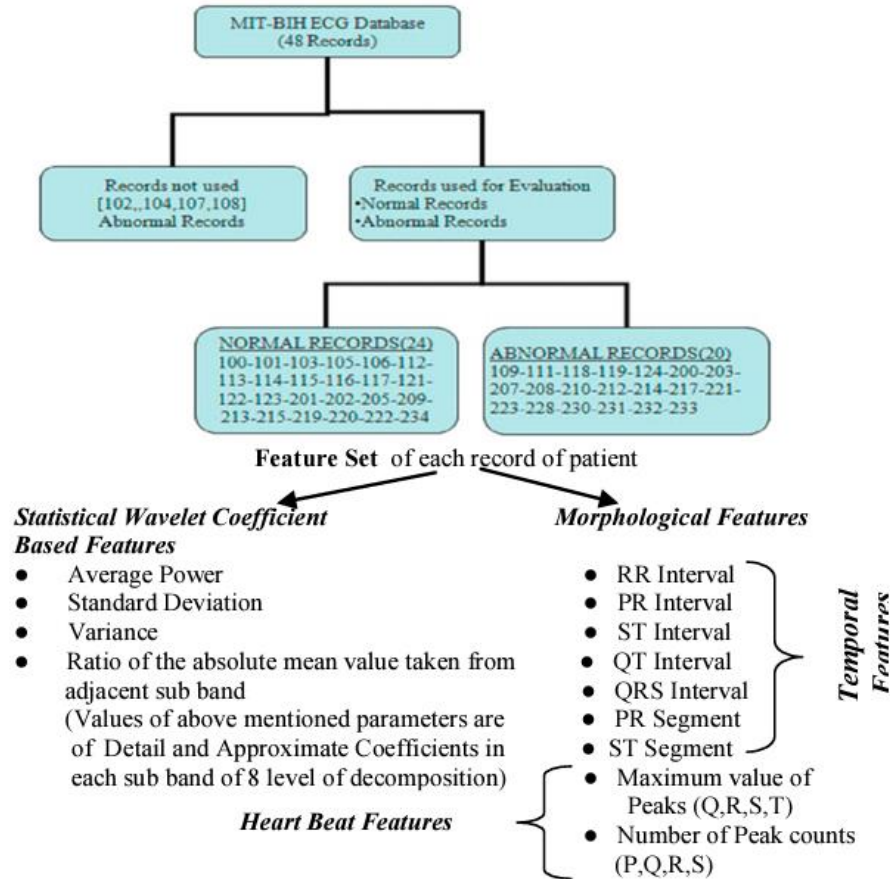 MIT-BIH ECG Database
(48 Records)
Records not used
[102,,104,107,108]
Abnormal Records
Records used for Evaluation
•Normal Records
•Abnormal Records
NORMAL RECORDS(24)
100-101-103-105-106-112-
113-114-115-116-117-121-
122-123-201-202-205-209-
213-215-219-220-222-234
ABNORMAL RECORDS(20)
109-111-118-119-124-200-203-
207-208-210-212-214-217-221-
223-228-230-231-232-233
Feature Set of each record of patient
Statistical Wavelet Coefficient
Based Features
● Average Power
● Standard Deviation
● Variance
● Ratio of the absolute mean value taken from
adjacent sub band
(Values of above mentioned parameters are
of Detail and Approximate Coefficients in
each sub band of 8 level of decomposition)
Morphological Features
● RR Interval
● PR Interval
● ST Interval
● QT Interval
● QRS Interval
● PR Segment
● ST Segment
Temporal
Features
● Maximum value of
Peaks (Q,R,S,T)
● Number of Peak counts
(P,Q,R,S)
Heart Beat Features